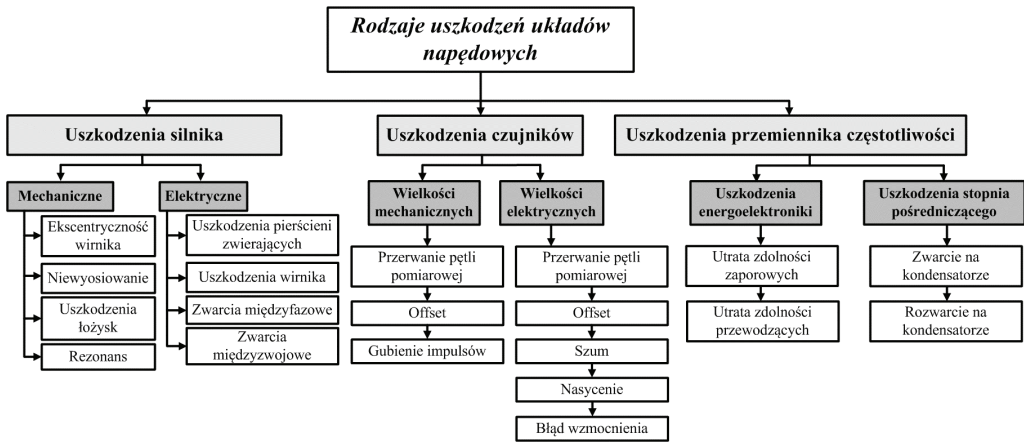 Rodzaje uszkodzeń układów
napędowych
Uszkodzenia silnika
Uszkodzenia czujników
Uszkodzenia przemiennika częstotliwości
Mechaniczne
Elektryczne
Wielkości
mechanicznych
Wielkości
elektrycznych
Uszkodzenia
energoelektroniki
Uszkodzenia stopnia
pośredniczącego
Ekscentryczność
wirnika
Niewyosiowanie
Uszkodzenia
łożysk
Rezonans
Uszkodzenia pierścieni
zwierających
Uszkodzenia wirnika
Zwarcia międzyfazowe
Zwarcia
międzyzwojowe
Przerwanie pętli
pomiarowej
Offset
Gubienie impulsów
Przerwanie pętli
pomiarowej
Offset
Szum
Nasycenie
Błąd wzmocnienia
Utrata zdolności
zaporowych
Utrata zdolności
przewodzących
Zwarcie na
kondensatorze
Rozwarcie na
kondensatorze